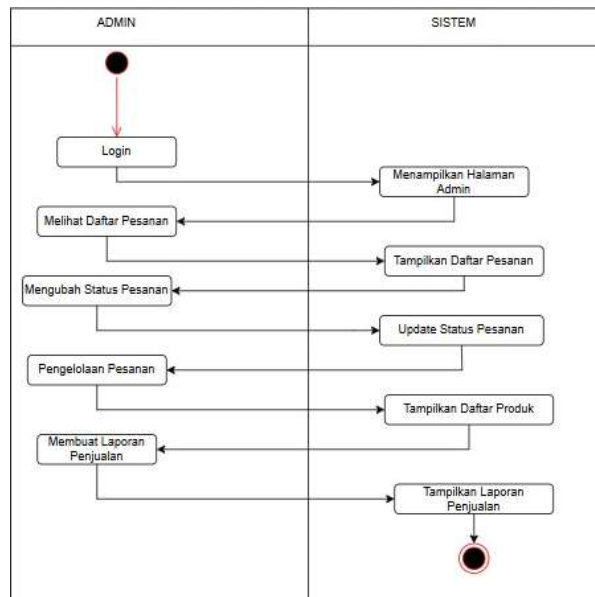 ADMIN
SISTEM
Login
Menampilkan Halaman
Admin
Melihat Daftar Pesanan
Tampilkan Daftar Pesanan
Mengubah Status Pesanan
Update Status Pesanan
Pengelolaan Pesanan
Tampilkan Daftar Produk
Membuat Laporan
Penjualan
Tampilkan Laporan
Penjualan